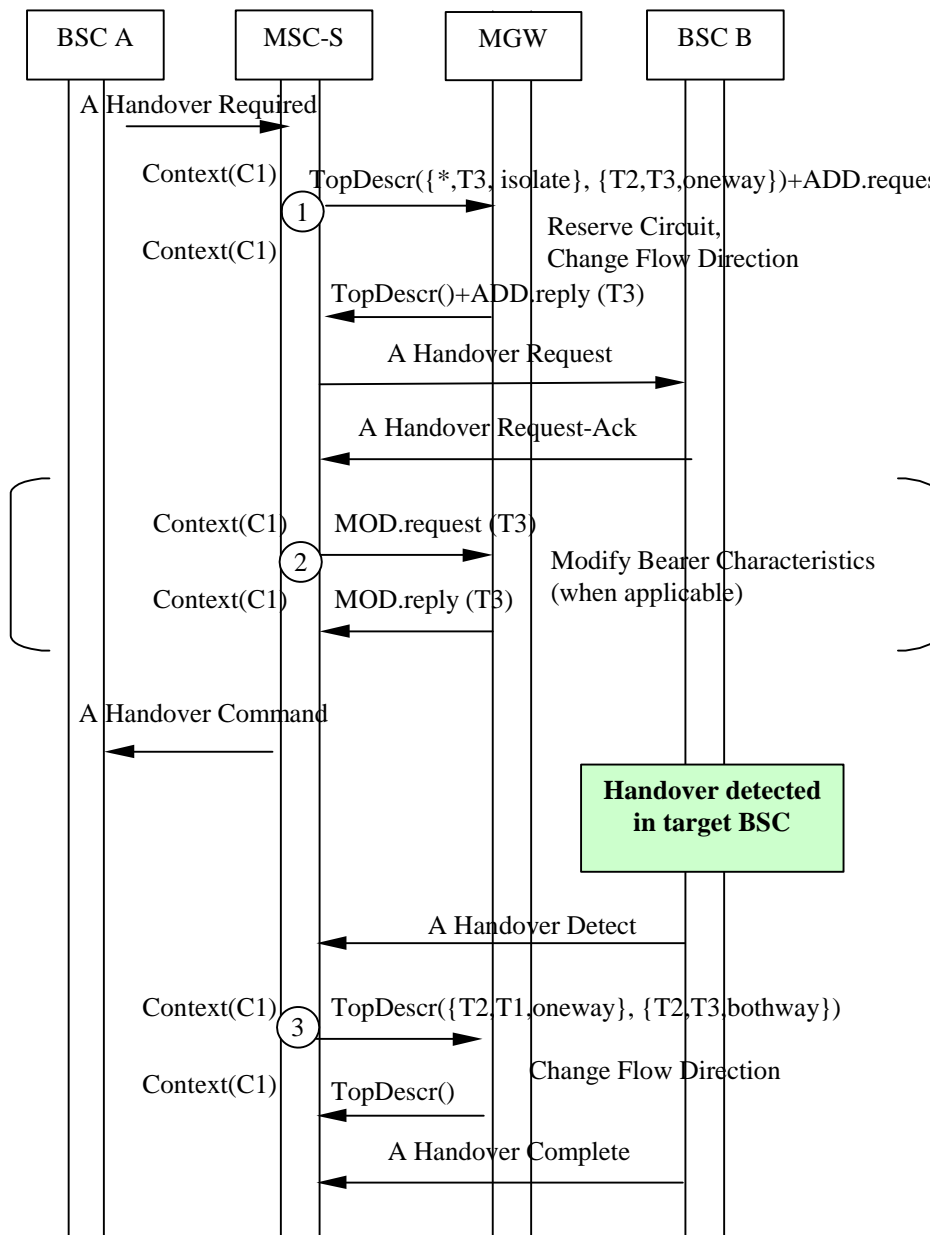 BSC A
MSC-S
MGW
BSC B
A Handover Required
Context(C1)
TopDescr({*,T3, isolate}, {T2,T3,oneway})+ADD.reques
1
Reserve Circuit,
Change Flow Direction
Context(C1)
TopDescr()+ADD.reply (T3)
A Handover Request
A Handover Request-Ack
Context(C1)
MOD.request (T3)
2
Modify Bearer Characteristics
(when applicable)
Context(C1)
MOD.reply (T3)
A Handover Command
Handover detected
in target BSC
A Handover Detect
Context(C1)
TopDescr({T2,T1,oneway}, {T2,T3,bothway})
3
Change Flow Direction
Context(C1)
TopDescr()
A Handover Complete